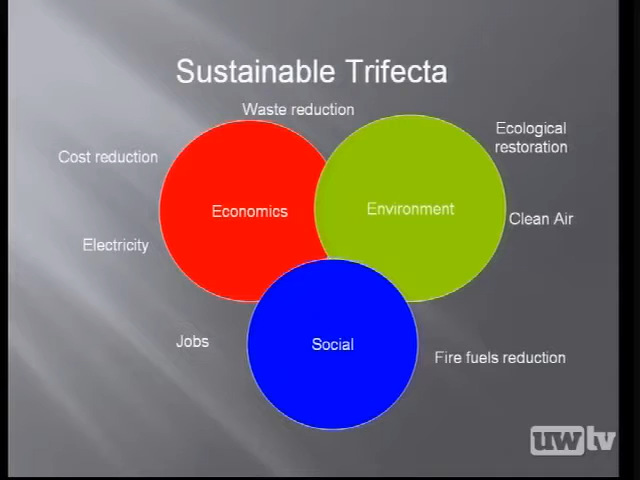 Sustainable Trifecta
Waste reduction
Cost reduction
Ecological
restoration
Economics
Environment
Clean Air
Electricity
Jobs
Social
Fire fuels reduction
uwtv